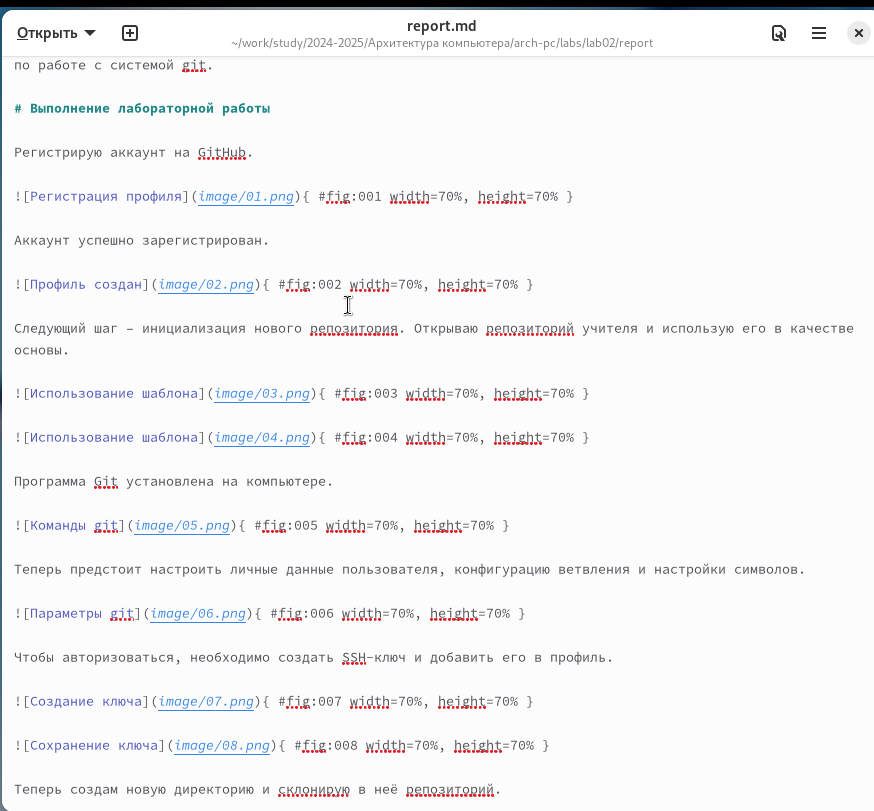 Открыть
report.md
~/work/study/2024-2025/Архитектура компьютера/arch-pc/labs/lab02/report
по работе с системой git.
# Выполнение лабораторной работы
Регистрирую аккаунт на GitHub.
![Регистрация профиля](image/01.png){ #fig:001 width=70%, height=70% }
Аккаунт успешно зарегистрирован.
![Профиль создан](image/02.png){ #fig:002 width=70%, height=70% }
Следующий шаг – инициализация нового репозитория. Открываю репозиторий учителя и использую его в качестве
основы.
![Использование шаблона](image/03.png){ #fig:003 width=70%, height=70% }
![Использование шаблона](image/04.png){ #fig:004 width=70%, height=70% }
Программа Git установлена на компьютере.
![Команды git](image/05.png){ #fig:005 width=70%, height=70% }
Теперь предстоит настроить личные данные пользователя, конфигурацию ветвления и настройки символов.
![Параметры git](image/06.png){ #fig:006 width=70%, height=70% }
Чтобы авторизоваться, необходимо создать SSH-ключ и добавить его в профиль.
![Создание ключа](image/07.png){ #fig:007 width=70%, height=70% }
![Сохранение ключа](image/08.png){ #fig:008 width=70%, height=70% }
Теперь создам новую директорию и склонирую в неё репозиторий.